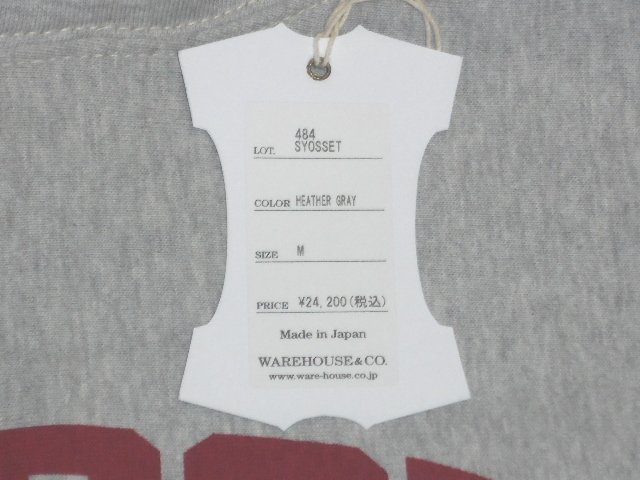 484
LOT. SYOSSET
COLOR HEATHER GRAY
SIZE M
PRICE ¥24,200(税込)
Made in Japan
WAREHOUSE & CO.
www.ware-house.co.jp